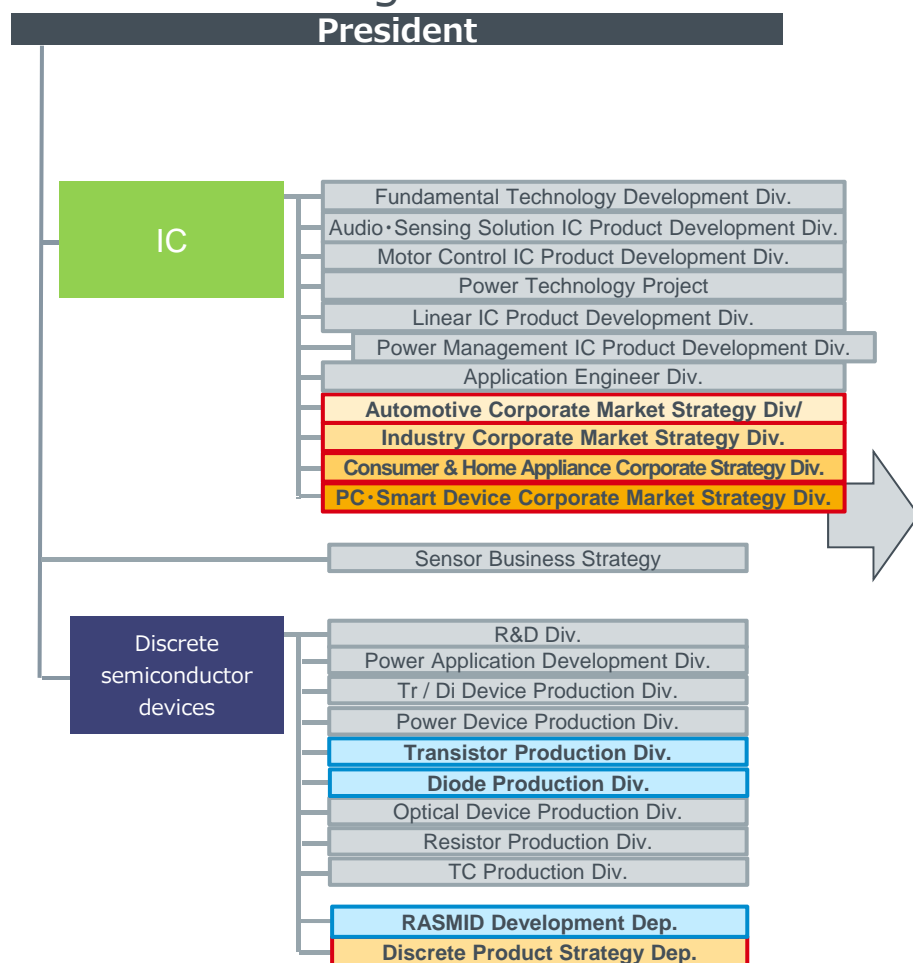 President
IC
Fundamental Technology Development Div.
Audio・Sensing Solution IC Product Development Div.
Motor Control IC Product Development Div.
Power Technology Project
Linear IC Product Development Div.
Power Management IC Product Development Div.
Application Engineer Div.
Automotive Corporate Market Strategy Div/
Industry Corporate Market Strategy Div.
Consumer & Home Appliance Corporate Strategy Div.
PC・Smart Device Corporate Market Strategy Div.
Sensor Business Strategy
Discrete
semiconductor
devices
R&D Div.
Power Application Development Div.
Tr / Di Device Production Div.
Power Device Production Div.
Transistor Production Div.
Diode Production Div.
Optical Device Production Div.
Resistor Production Div.
TC Production Div.
RASMID Development Dep.
Discrete Product Strategy Dep.